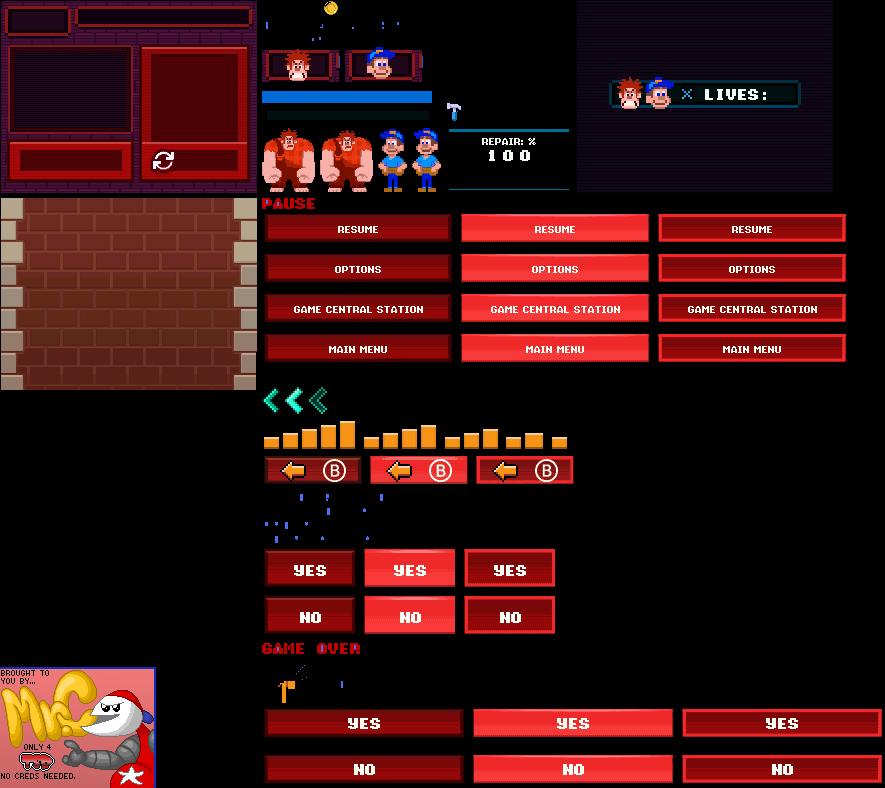 X LIVES:
REPAIR: %
100
PAUSE
RESUME RESUME RESUME
OPTIONS OPTIONS OPTIONS
GAME CENTRAL STATION GAME CENTRAL STATION GAME CENTRAL STATION
MAIN MENU MAIN MENU MAIN MENU
B B B
YES YES YES
NO NO NO
GAME OVER
BROUGHT TO
YOU BY...
Mr. C
ONLY 4
NO CREDS NEEDED.
YES YES YES
NO NO NO